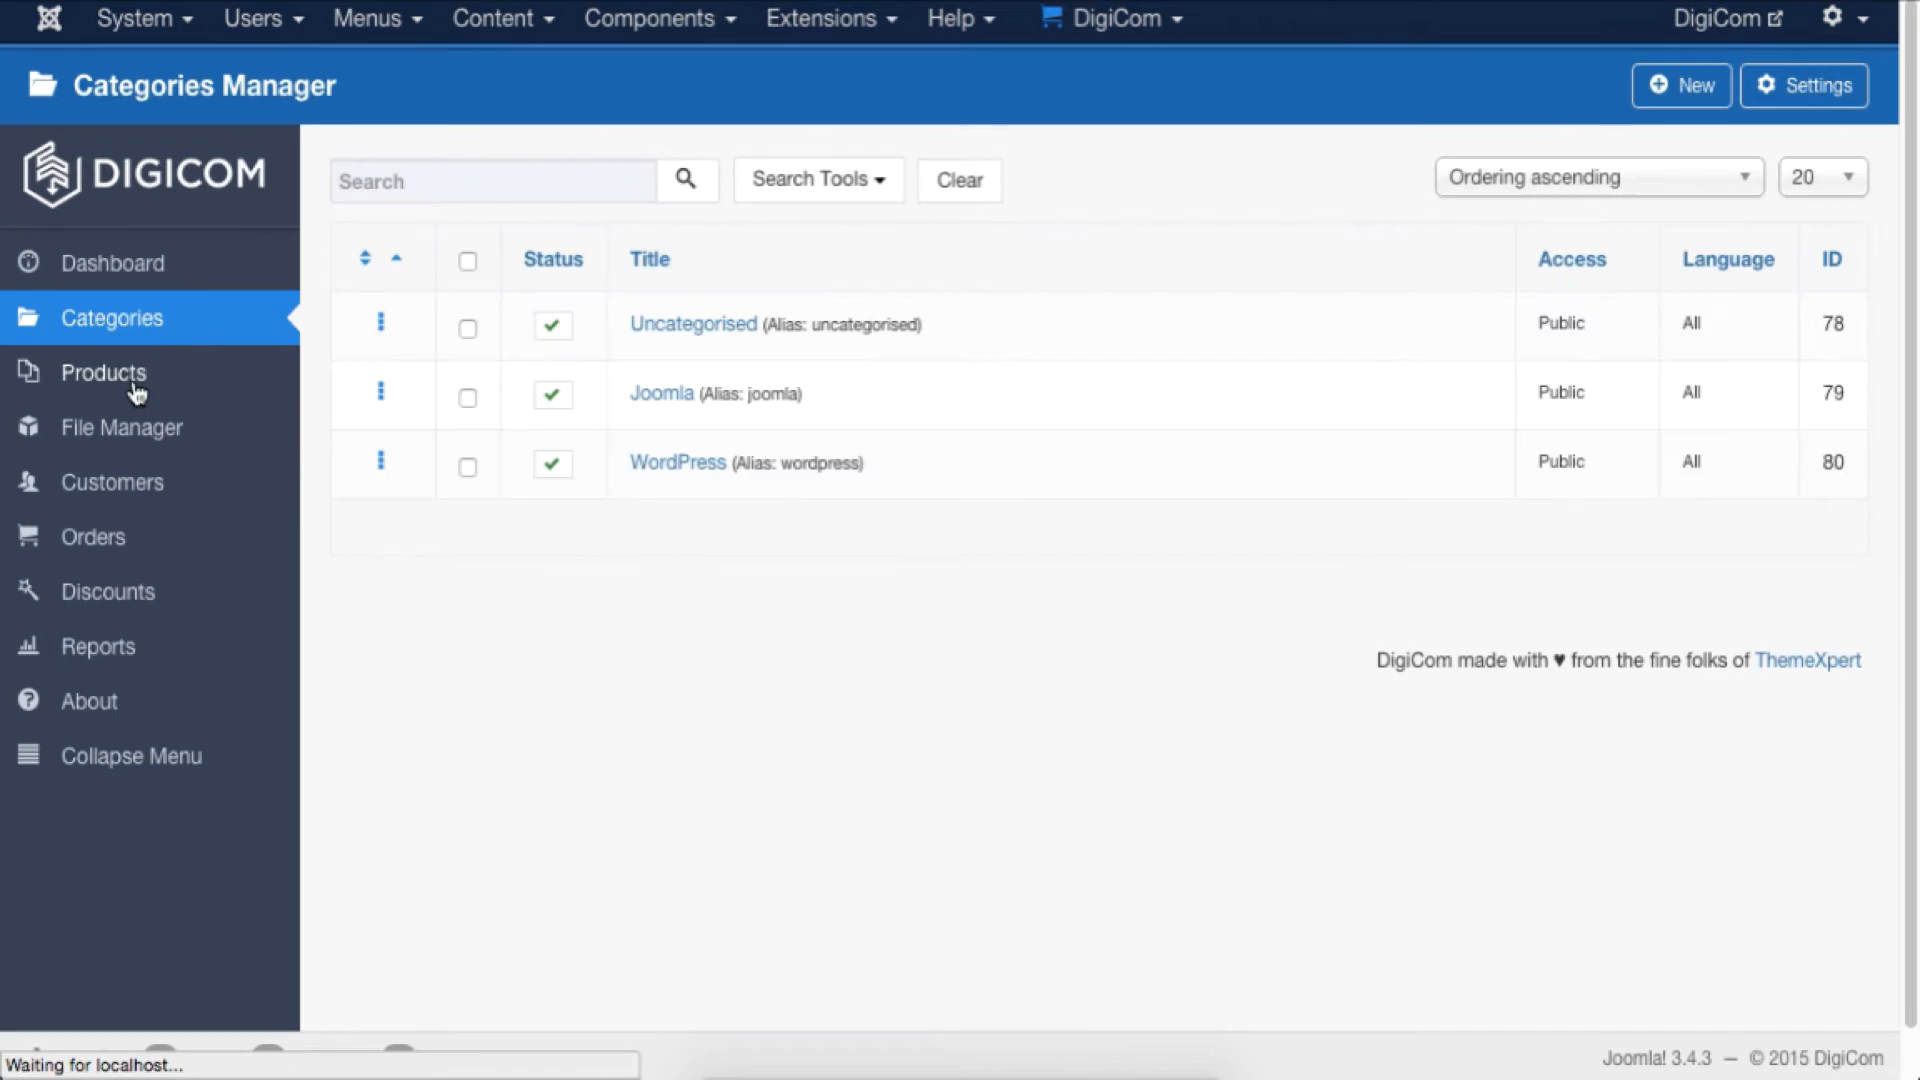 System Users Menus Content Components Extensions Help DigiCom DigiCom
Categories Manager New Settings
DIGICOM
Search Search Tools Clear Ordering ascending 20
Dashboard
Categories
Products
File Manager
Customers
Orders
Discounts
Reports
About
Collapse Menu
Status Title Access Language ID
Uncategorised (Alias: uncategorised) Public All 78
Joomla (Alias: joomla) Public All 79
WordPress (Alias: wordpress) Public All 80
DigiCom made with ♥ from the fine folks of ThemeXpert
Waiting for localhost...
Joomla! 3.4.3 — © 2015 DigiCom